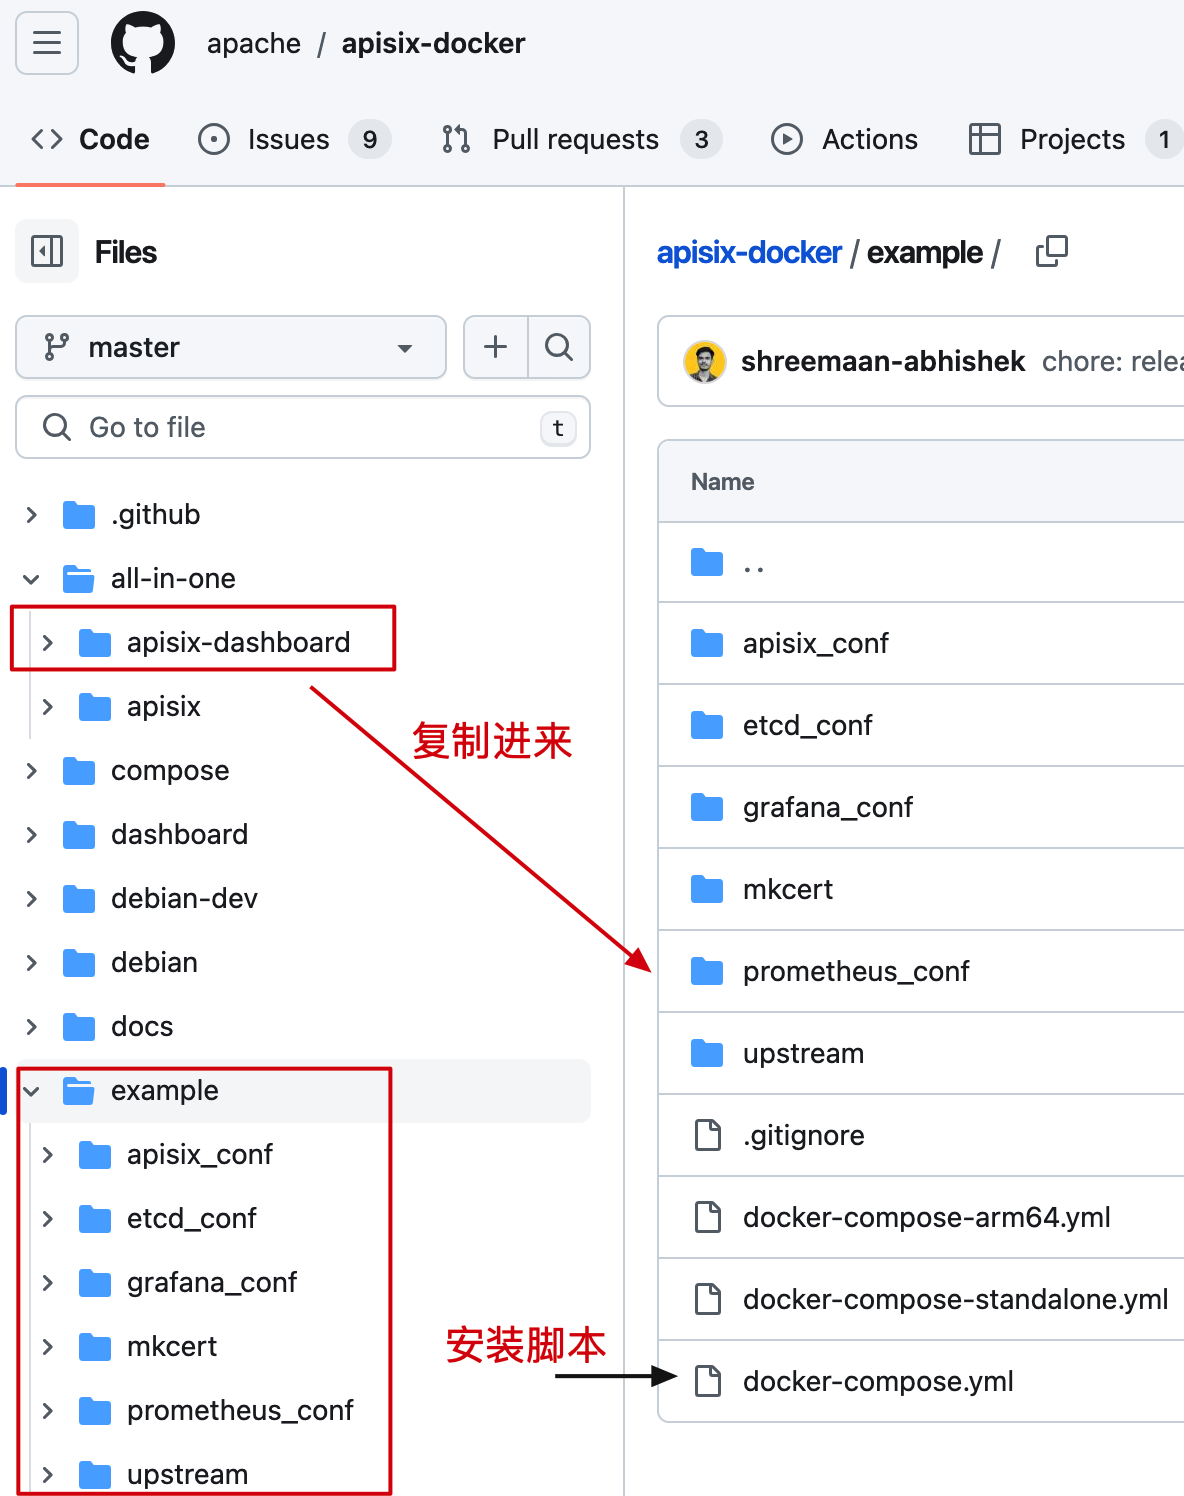 apache / apisix-docker
Code
Issues 9
Pull requests 3
Actions
Projects 1
Files
master
Go to file t
.github
all-in-one
apisix-dashboard
apisix
compose
dashboard
debian-dev
debian
docs
example
apisix_conf
etcd_conf
grafana_conf
mkcert
prometheus_conf
upstream
复制进来
安装脚本
apisix-docker / example /
shreemaan-abhishek chore: relea
Name
..
apisix_conf
etcd_conf
grafana_conf
mkcert
prometheus_conf
upstream
.gitignore
docker-compose-arm64.yml
docker-compose-standalone.yml
docker-compose.yml